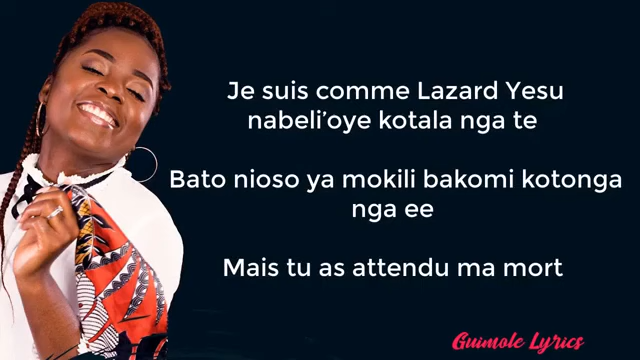 Je suis comme Lazard Yesu
nabeli'oye kotala nga te
Bato nioso ya mokili bakomi kotonga
nga ee
Mais tu as attendu ma mort
Guimole Lyrics